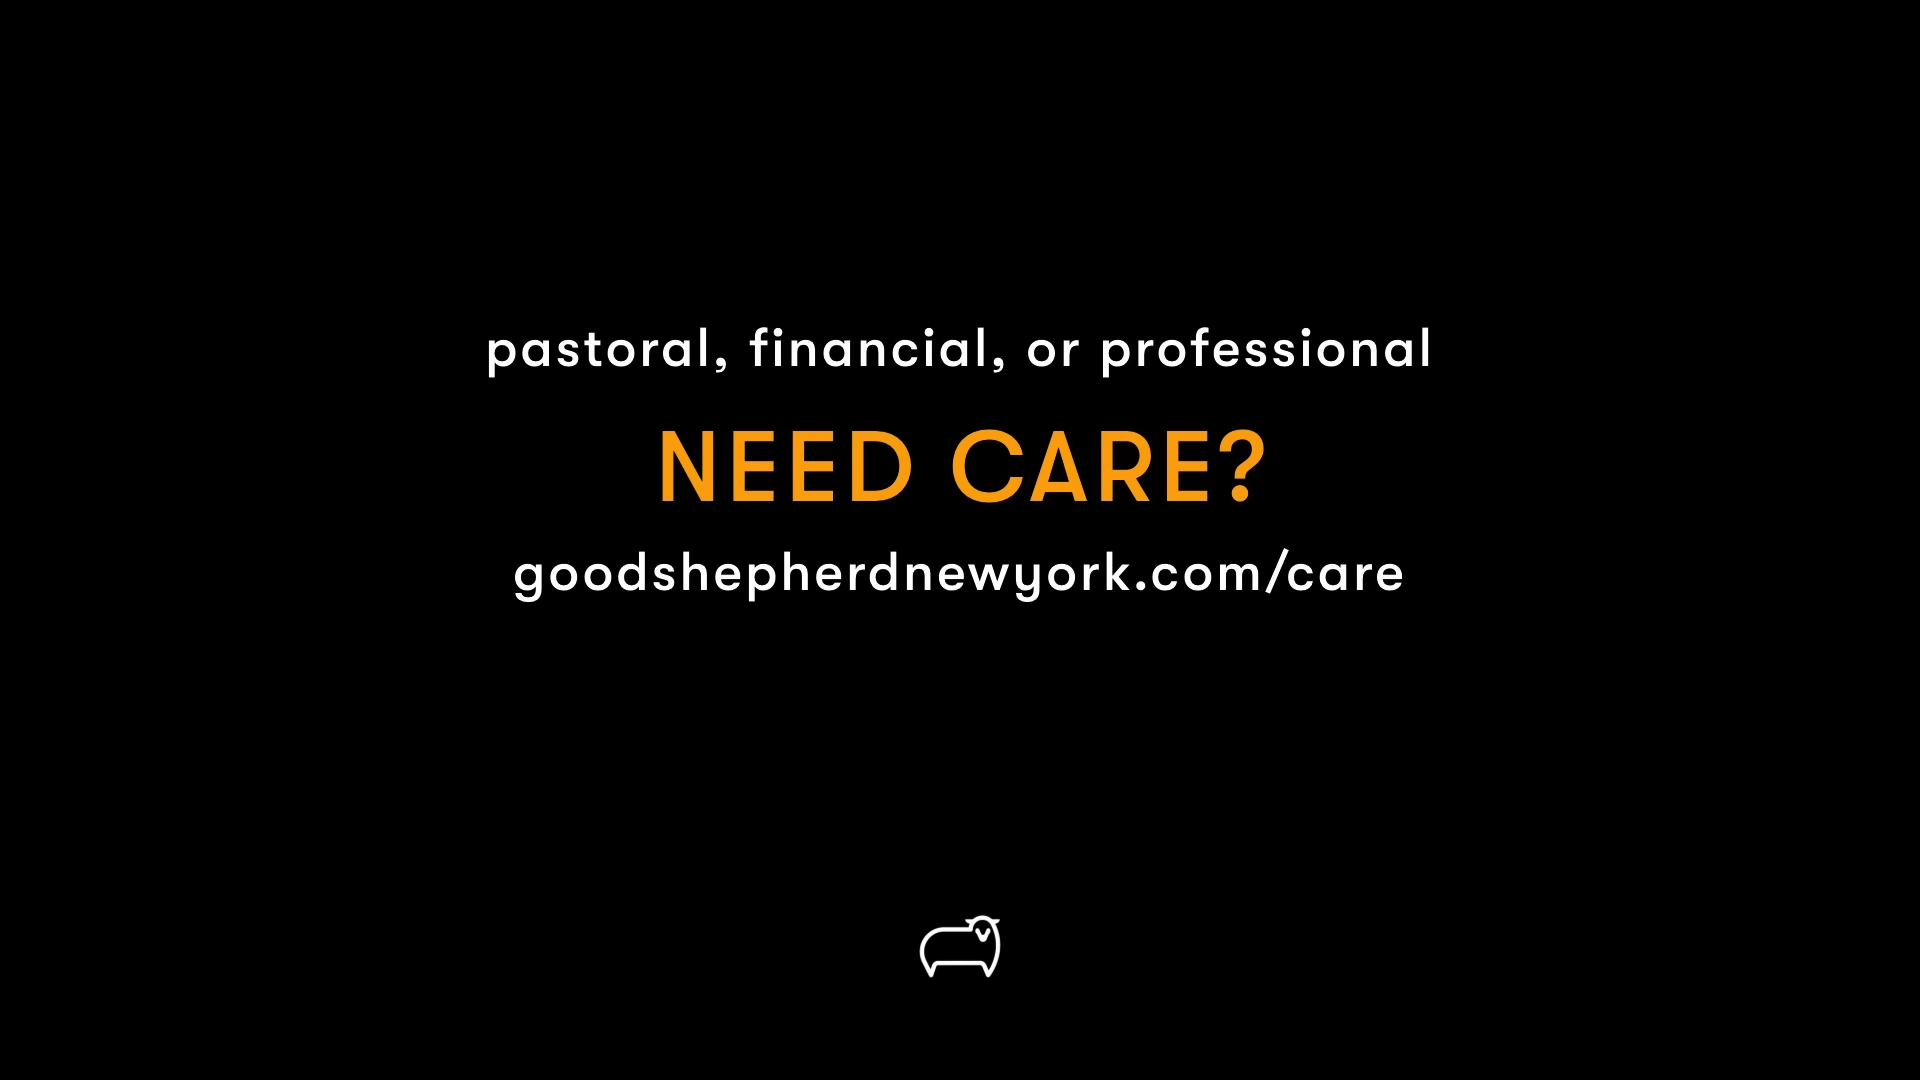 pastoral, financial, or professional
NEED CARE?
goodshepherdnewyork.com/care